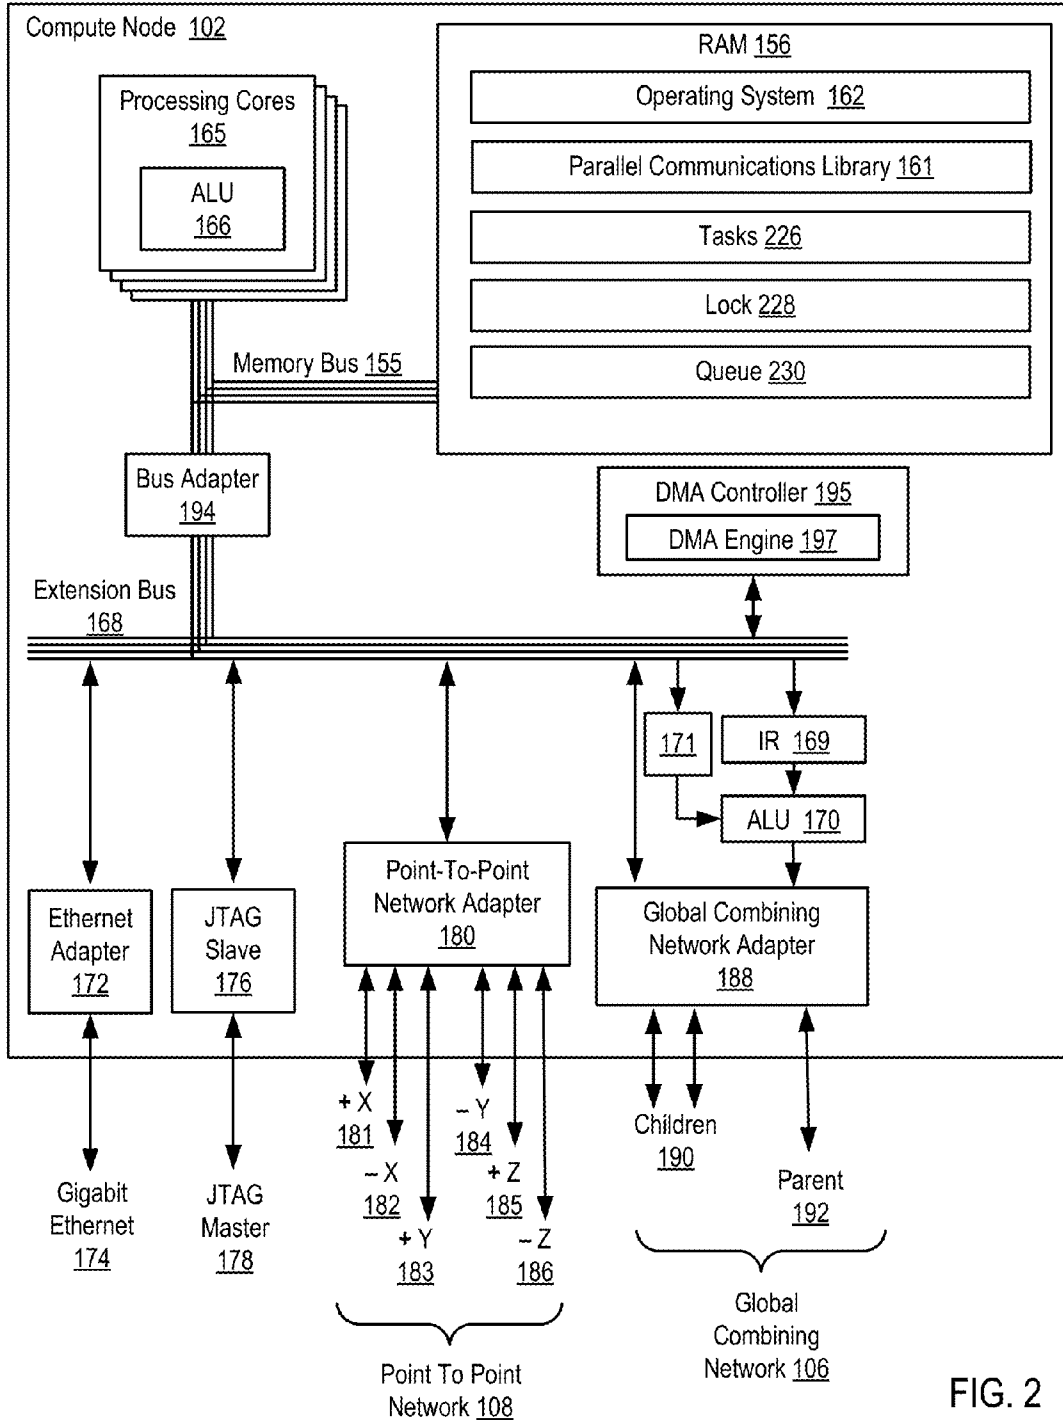 Compute Node 102
RAM 156
Processing Cores
165
ALU
166
Operating System 162
Parallel Communications Library 161
Tasks 226
Lock 228
Queue 230
Memory Bus 155
Bus Adapter
194
DMA Controller 195
DMA Engine 197
Extension Bus
168
171
IR 169
ALU 170
Point-To-Point
Network Adapter
180
Ethernet
Adapter
172
JTAG
Slave
176
Global Combining
Network Adapter
188
+ X
181
– X
182
+ Y
183
– Y
184
+ Z
185
– Z
186
Children
190
Parent
192
Gigabit
Ethernet
174
JTAG
Master
178
Point To Point
Network 108
Global
Combining
Network 106
FIG. 2